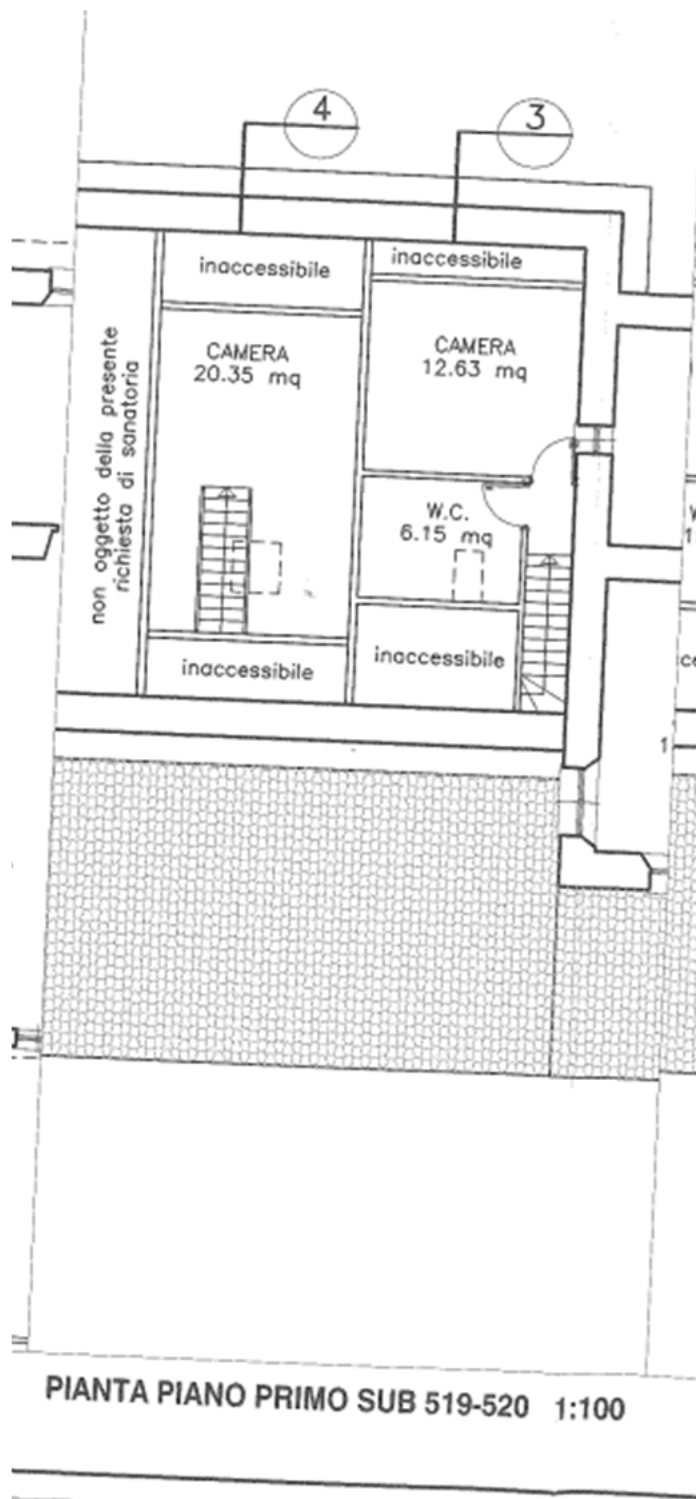 4
3
inaccessibile
inaccessibile
CAMERA
20.35 mq
CAMERA
12.63 mq
non oggetto della presente
richiesta di sanatoria
W.C.
6.15 mq
inaccessibile
inaccessibile
PIANTA PIANO PRIMO SUB 519-520 1:100